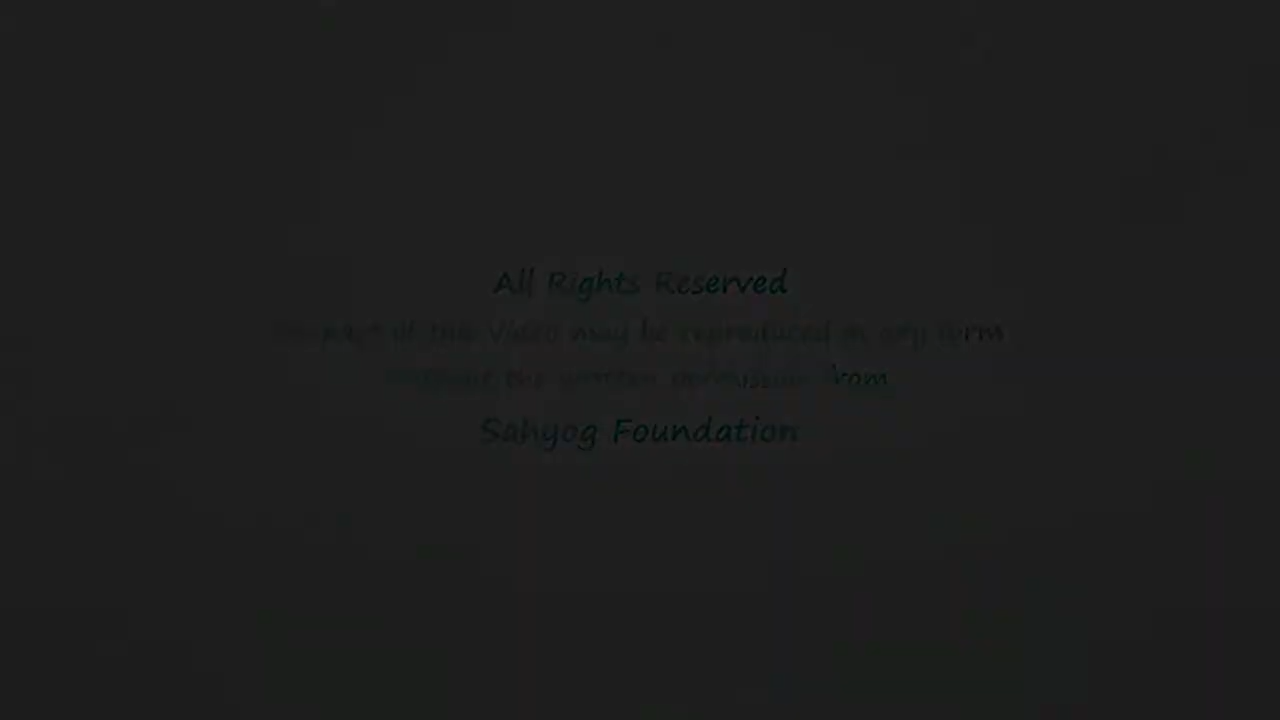 All Rights Reserved
part of this Video may be reproduced in any form
without the written permission from
Sahyog Foundation